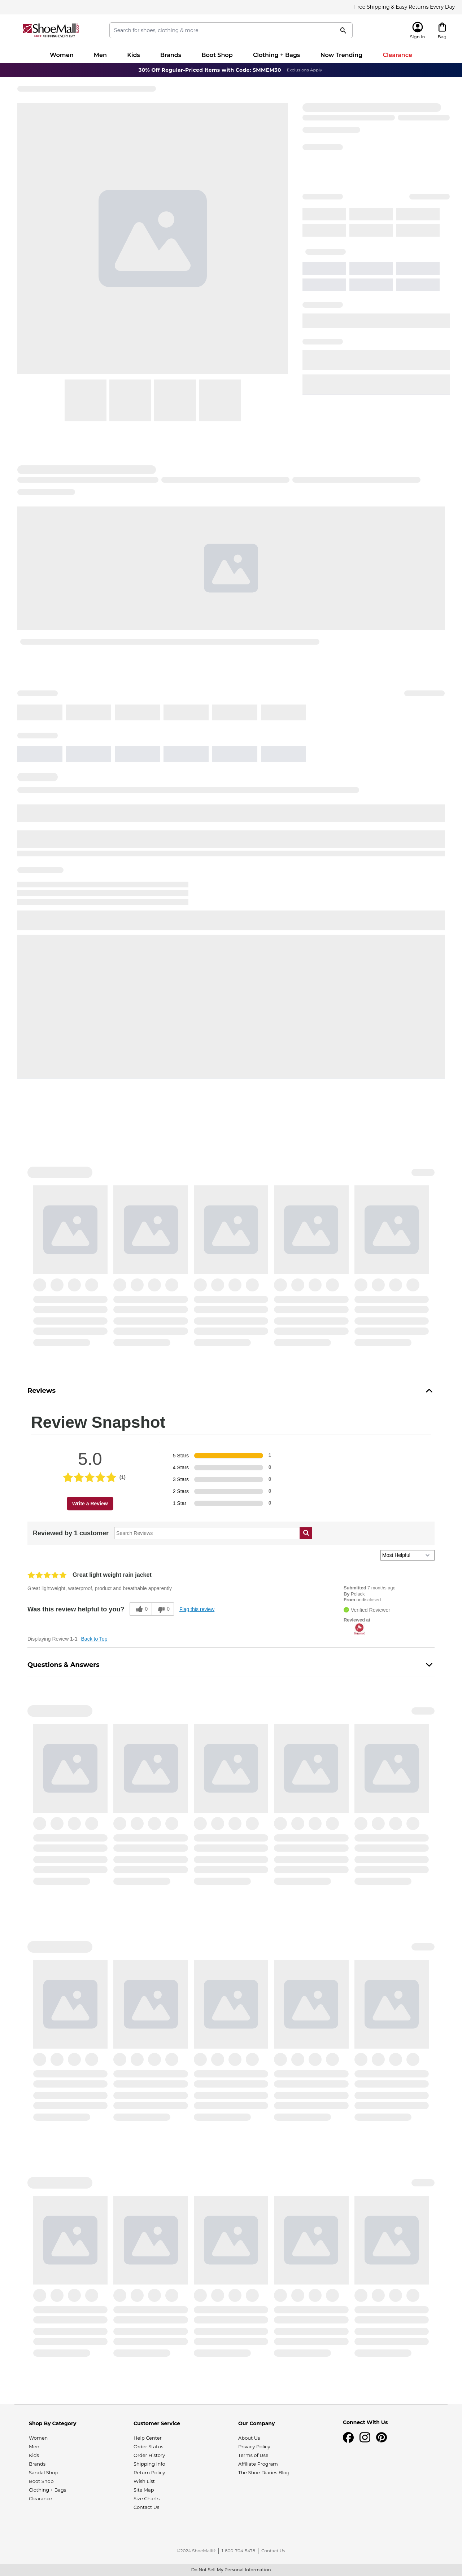 Free Shipping & Easy Returns Every Day
ShoeMall
FREE SHIPPING EVERY DAY
Search for shoes, clothing & more
Sign In
Bag
Women
Men
Kids
Brands
Boot Shop
Clothing + Bags
Now Trending
Clearance
30% Off Regular-Priced Items with Code: SMMEM30
Exclusions Apply
Reviews
Review Snapshot
5.0
(1)
Write a Review
5 Stars 1
4 Stars 0
3 Stars 0
2 Stars 0
1 Star 0
Reviewed by 1 customer
Search Reviews
Most Helpful
Great light weight rain jacket
Great lightweight, waterproof, product and breathable apparently
Submitted 7 months ago
By Polack
From undisclosed
Verified Reviewer
Reviewed at
Was this review helpful to you?
0
0
Flag this review
Displaying Review 1-1
Back to Top
Questions & Answers
Shop By Category
Women
Men
Kids
Brands
Sandal Shop
Boot Shop
Clothing + Bags
Clearance
Customer Service
Help Center
Order Status
Order History
Shipping Info
Return Policy
Wish List
Site Map
Size Charts
Contact Us
Our Company
About Us
Privacy Policy
Terms of Use
Affiliate Program
The Shoe Diaries Blog
Connect With Us
©2024 ShoeMall®
1-800-704-5478
Contact Us
Do Not Sell My Personal Information